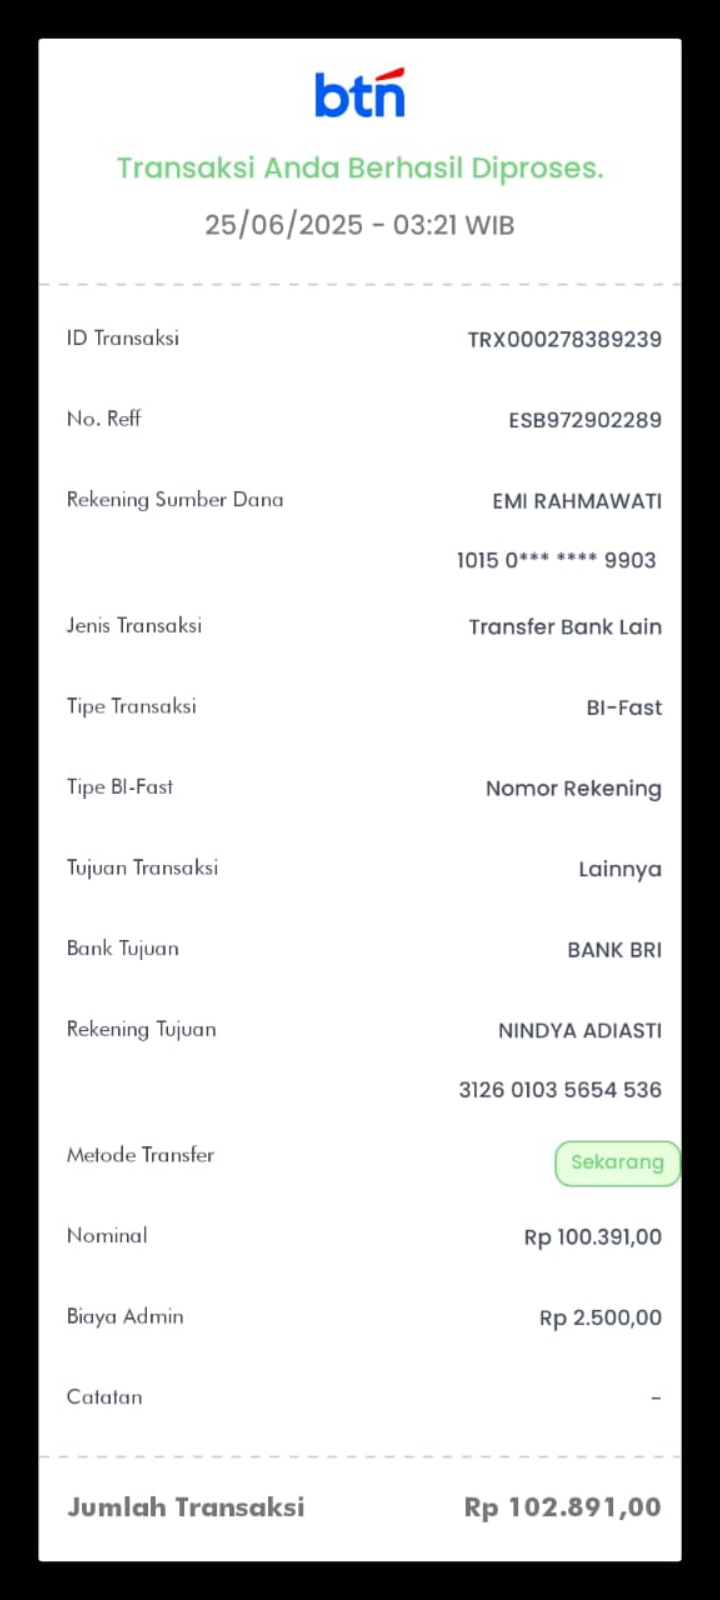 btn
Transaksi Anda Berhasil Diproses.
25/06/2025 - 03:21 WIB
ID Transaksi TRX000278389239
No. Reff ESB972902289
Rekening Sumber Dana EMI RAHMAWATI
1015 0*** **** 9903
Jenis Transaksi Transfer Bank Lain
Tipe Transaksi BI-Fast
Tipe BI-Fast Nomor Rekening
Tujuan Transaksi Lainnya
Bank Tujuan BANK BRI
Rekening Tujuan NINDYA ADIASTI
3126 0103 5654 536
Metode Transfer Sekarang
Nominal Rp 100.391,00
Biaya Admin Rp 2.500,00
Catatan -
Jumlah Transaksi Rp 102.891,00